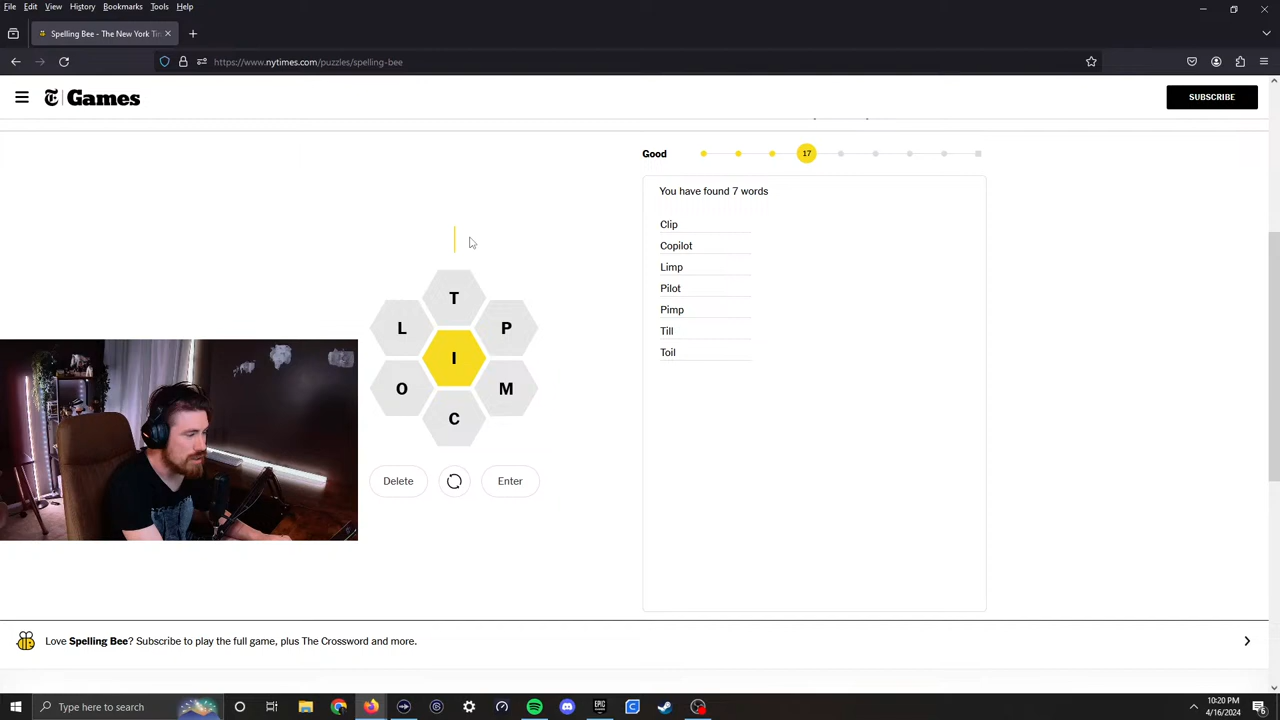 File Edit View History Bookmarks Tools Help
Spelling Bee - The New York Tim
https://www.nytimes.com/puzzles/spelling-bee
Games
SUBSCRIBE
Good
17
You have found 7 words
Clip
Copilot
Limp
Pilot
Pimp
Till
Toil
T
L
P
I
O
M
C
Delete
Enter
Love Spelling Bee? Subscribe to play the full game, plus The Crossword and more.
Type here to search
10:20 PM
4/16/2024